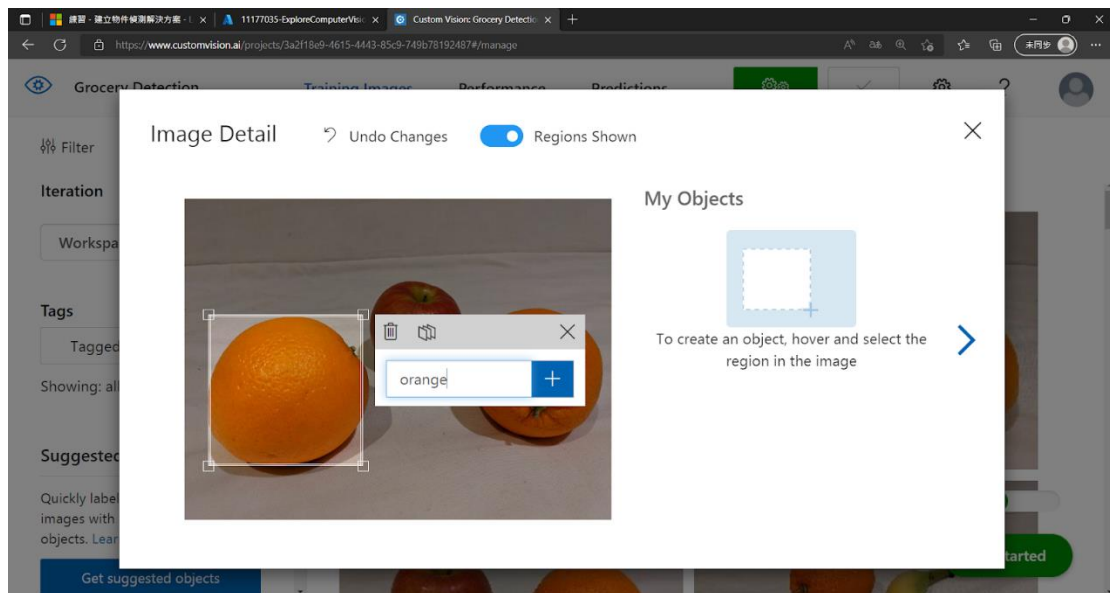 練習 - 建立物件偵測解決方案 - L
11177035-ExploreComputerVisio
Custom Vision: Grocery Detectio
https://www.customvision.ai/projects/3a2f18e9-4615-4443-85c9-749b78192487#/manage
未同步
Grocery Detection
Training Images
Performance
Predictions
?
Image Detail
Undo Changes
Regions Shown
Filter
Iteration
Workspa
My Objects
Tags
Tagged
To create an object, hover and select the
region in the image
orange
Showing: all
Suggested
Quickly label
images with
objects. Lear
Get suggested objects
tarted